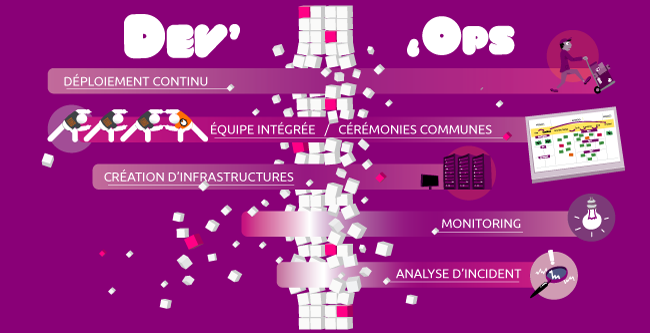 Dev' 'Ops
DÉPLOIEMENT CONTINU
ÉQUIPE INTÉGRÉE / CÉRÉMONIES COMMUNES
CRÉATION D'INFRASTRUCTURES
MONITORING
ANALYSE D'INCIDENT